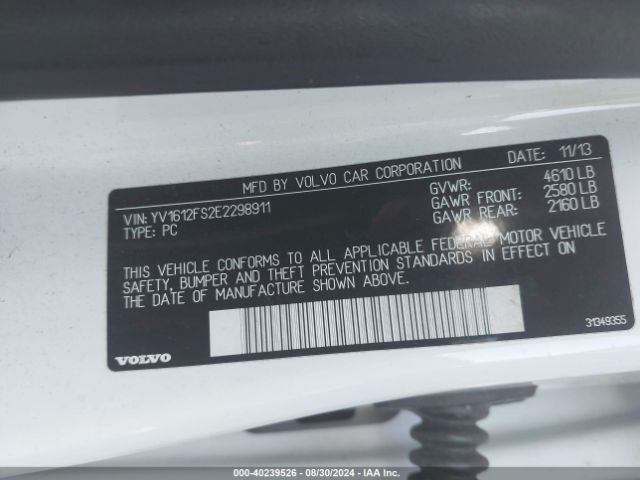 MFD BY VOLVO CAR CORPORATION DATE: 11/13
VIN: YV1612FS2E2298911 GVWR: 4610 LB
TYPE: PC GAWR FRONT: 2580 LB
GAWR REAR: 2160 LB
THIS VEHICLE CONFORMS TO ALL APPLICABLE FEDERAL MOTOR VEHICLE
SAFETY, BUMPER AND THEFT PREVENTION STANDARDS IN EFFECT ON
THE DATE OF MANUFACTURE SHOWN ABOVE.
VOLVO 31349355
000-40239526 - 08/30/2024 - IAA Inc.